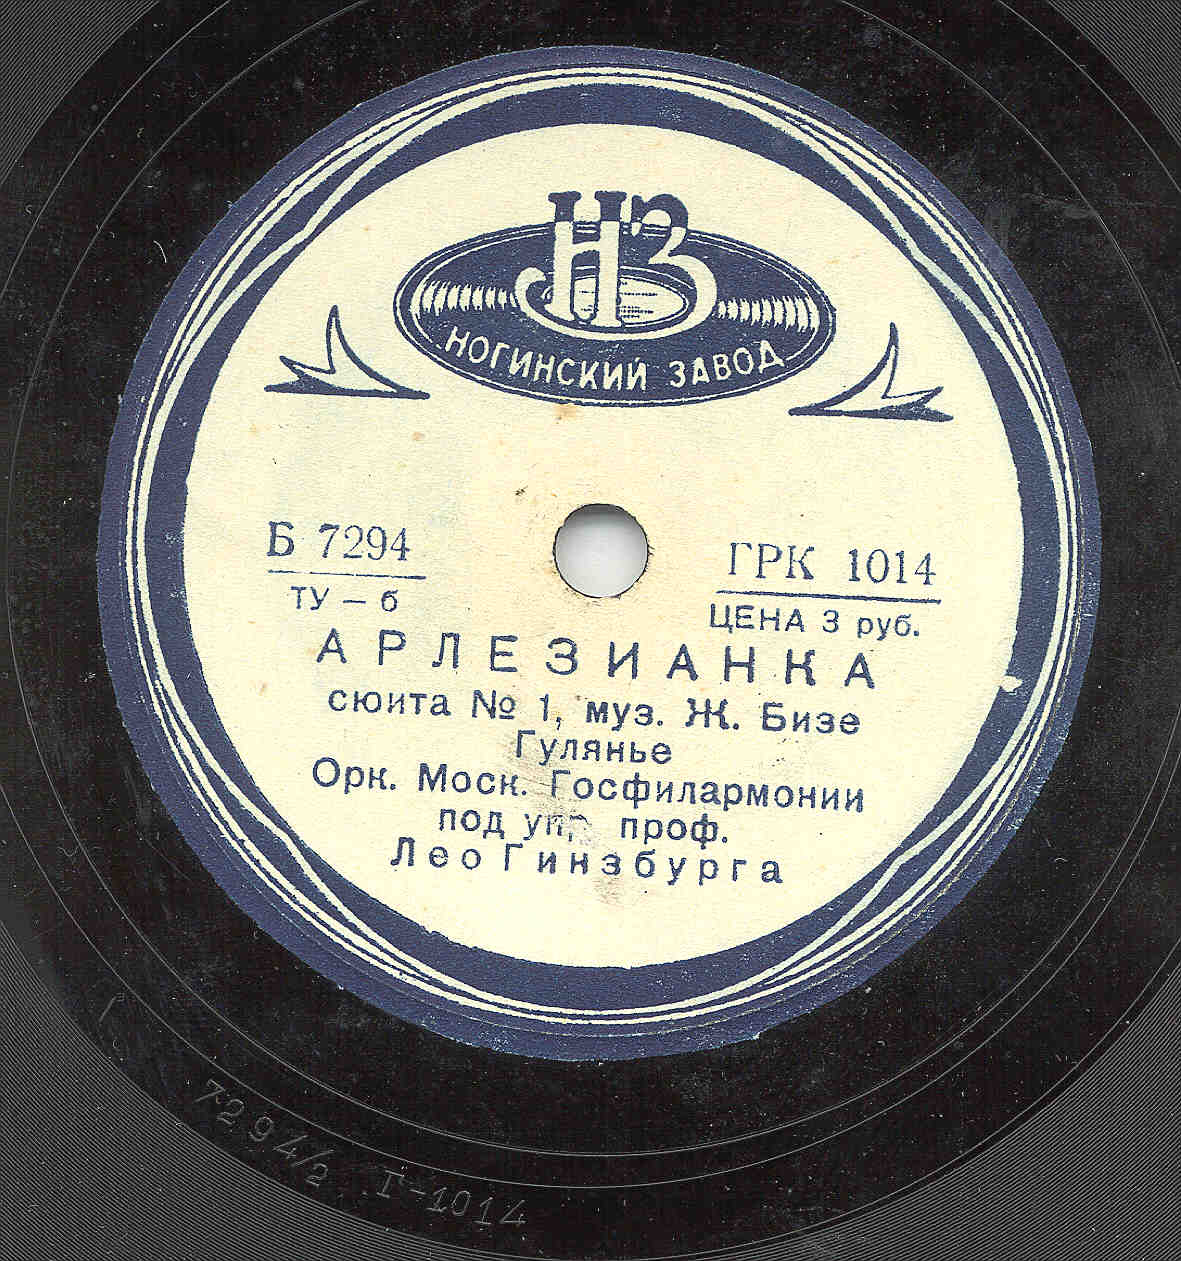 НЗ
НОГИНСКИЙ ЗАВОД
Б 7294
ТУ – б
ГРК 1014
ЦЕНА 3 руб.
АРЛЕЗИАНКА
сюита № 1, муз. Ж. Бизе
Гулянье
Орк. Моск. Госфилармонии
под упр. проф.
Лео Гинзбурга
7294/2 Г-1014